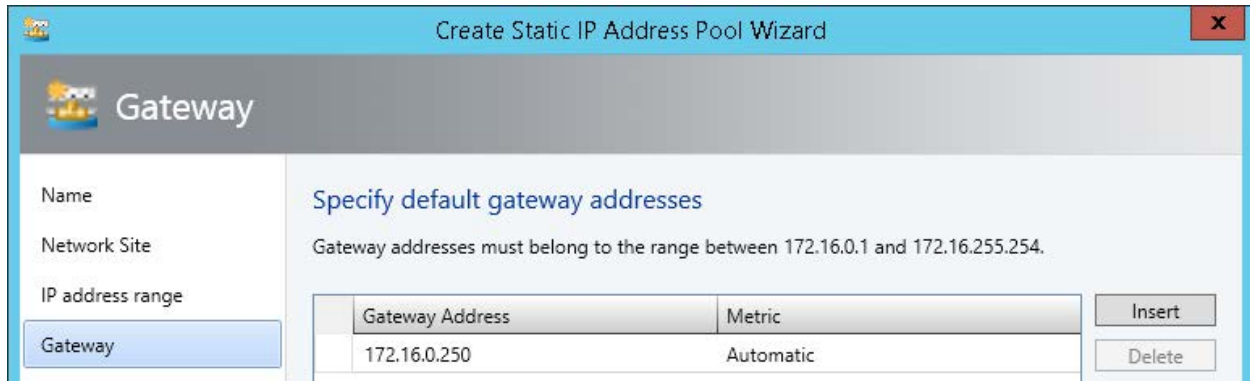 Create Static IP Address Pool Wizard
x
Gateway
Name
Network Site
IP address range
Gateway
Specify default gateway addresses
Gateway addresses must belong to the range between 172.16.0.1 and 172.16.255.254.
Gateway Address Metric
172.16.0.250 Automatic
Insert
Delete